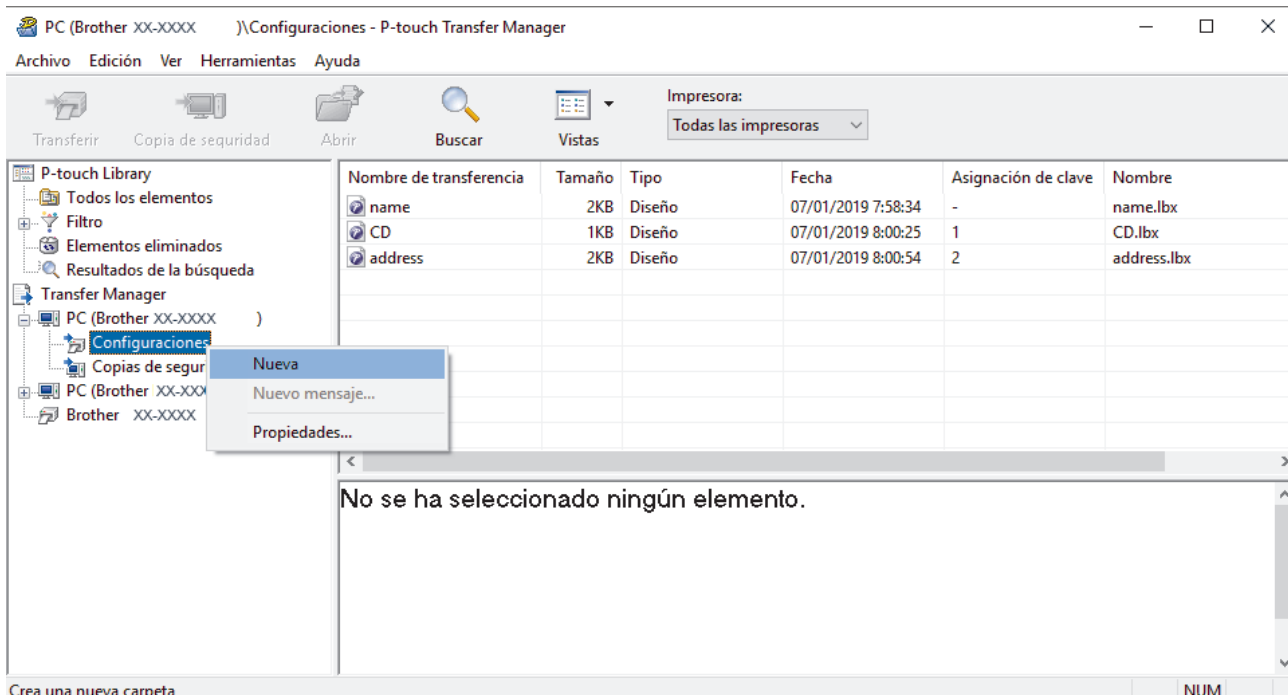 PC (Brother XX-XXXX )\Configuraciones - P-touch Transfer Manager
Archivo Edición Ver Herramientas Ayuda
Impresora:
Todas las impresoras
Transferir Copia de seguridad Abrir Buscar Vistas
P-touch Library
Todos los elementos
Filtro
Elementos eliminados
Resultados de la búsqueda
Transfer Manager
PC (Brother XX-XXXX )
Configuraciones
Copias de segur
PC (Brother XX-XXX
Brother XX-XXXX
Nueva
Nuevo mensaje...
Propiedades...
Nombre de transferencia Tamaño Tipo Fecha Asignación de clave Nombre
name 2KB Diseño 07/01/2019 7:58:34 - name.lbx
CD 1KB Diseño 07/01/2019 8:00:25 1 CD.lbx
address 2KB Diseño 07/01/2019 8:00:54 2 address.lbx
No se ha seleccionado ningún elemento.
Crea una nueva carpeta NUM